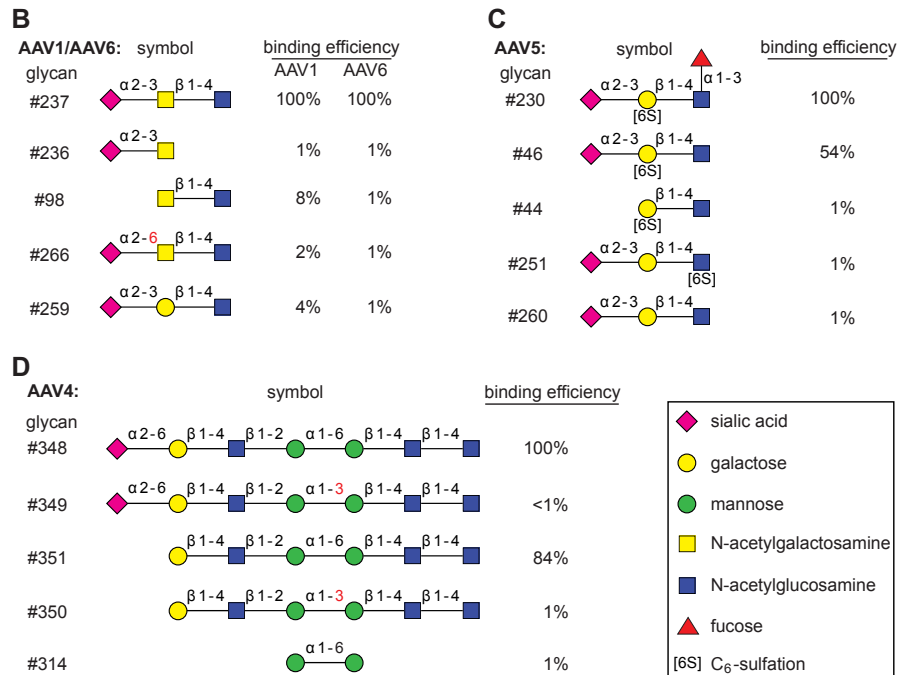 B
AAV1/AAV6: symbol binding efficiency
glycan AAV1 AAV6
#237 α2-3 β1-4 100% 100%
#236 α2-3 1% 1%
#98 β1-4 8% 1%
#266 α2-6 β1-4 2% 1%
#259 α2-3 β1-4 4% 1%
C
AAV5: symbol binding efficiency
glycan
#230 α2-3 β1-4 α1-3 [6S] 100%
#46 α2-3 β1-4 [6S] 54%
#44 β1-4 [6S] 1%
#251 α2-3 β1-4 [6S] 1%
#260 α2-3 β1-4 1%
D
AAV4: symbol binding efficiency
glycan
#348 α2-6 β1-4 β1-2 α1-6 β1-4 β1-4 100%
#349 α2-6 β1-4 β1-2 α1-3 β1-4 β1-4 <1%
#351 β1-4 β1-2 α1-6 β1-4 β1-4 84%
#350 β1-4 β1-2 α1-3 β1-4 β1-4 1%
#314 α1-6 1%
sialic acid
galactose
mannose
N-acetylgalactosamine
N-acetylglucosamine
fucose
[6S] C6-sulfation